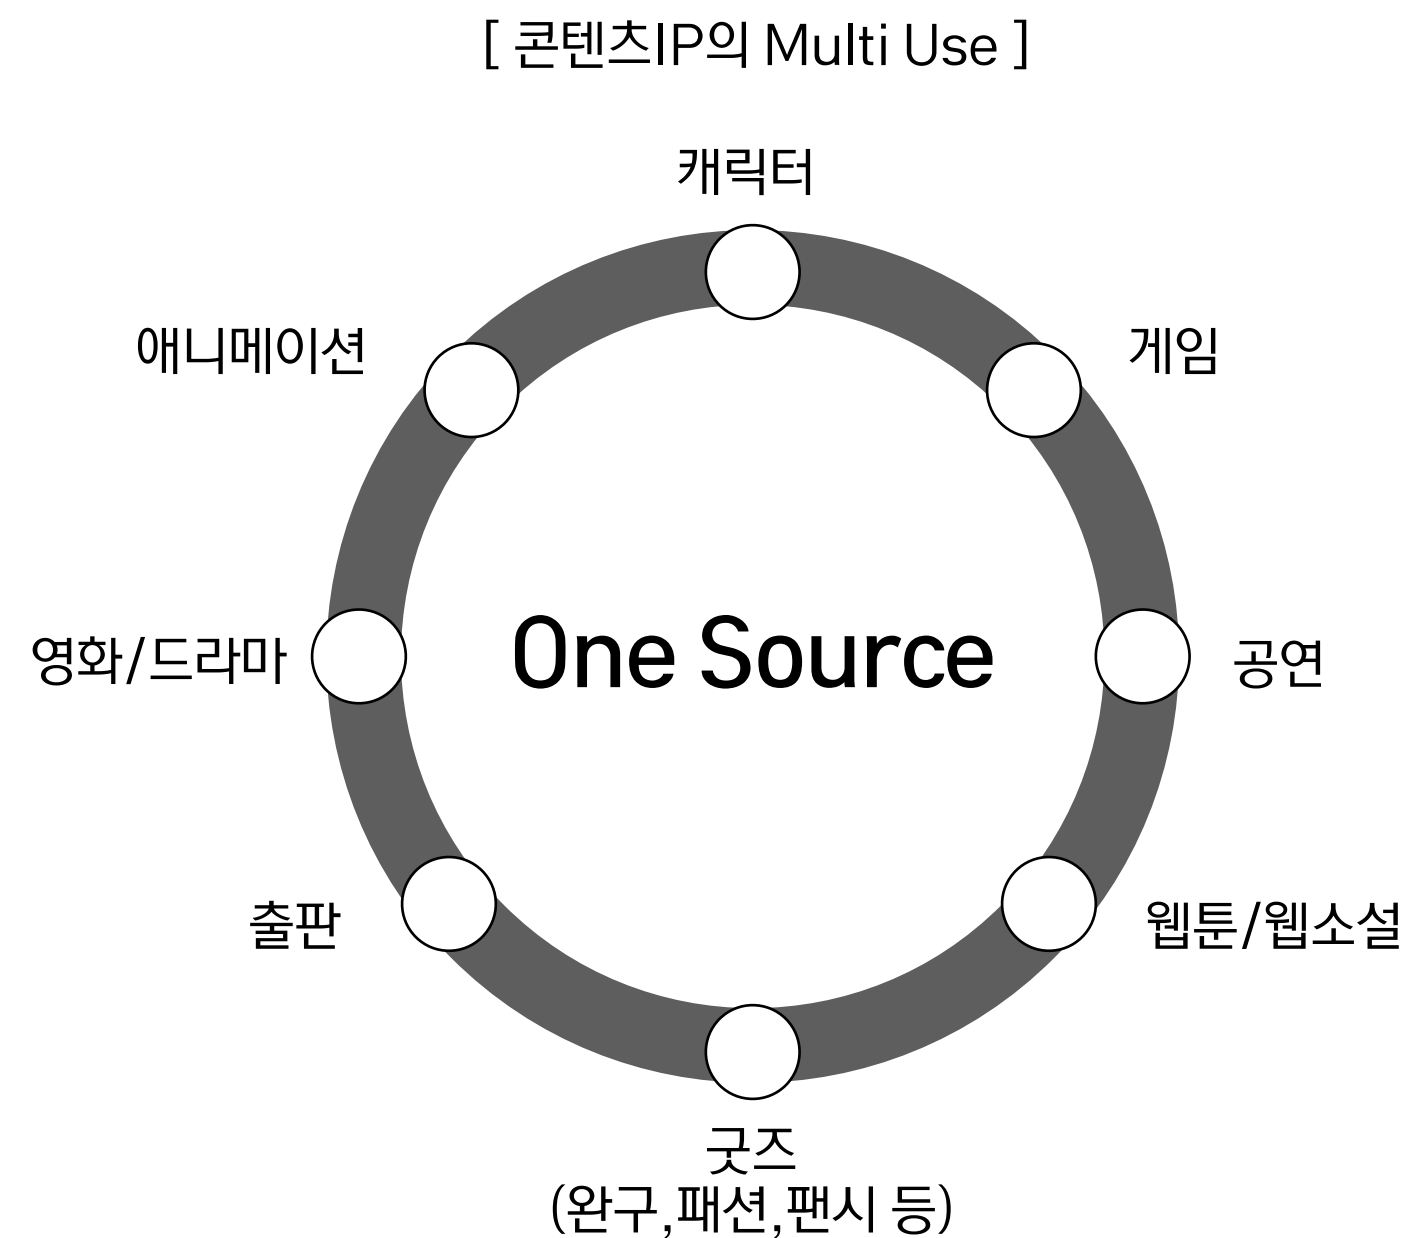 [ 콘텐츠IP의 Multi Use ]
캐릭터
애니메이션
게임
영화/드라마
One Source
공연
출판
웹툰/웹소설
굿즈
(완구,패션,팬시 등)